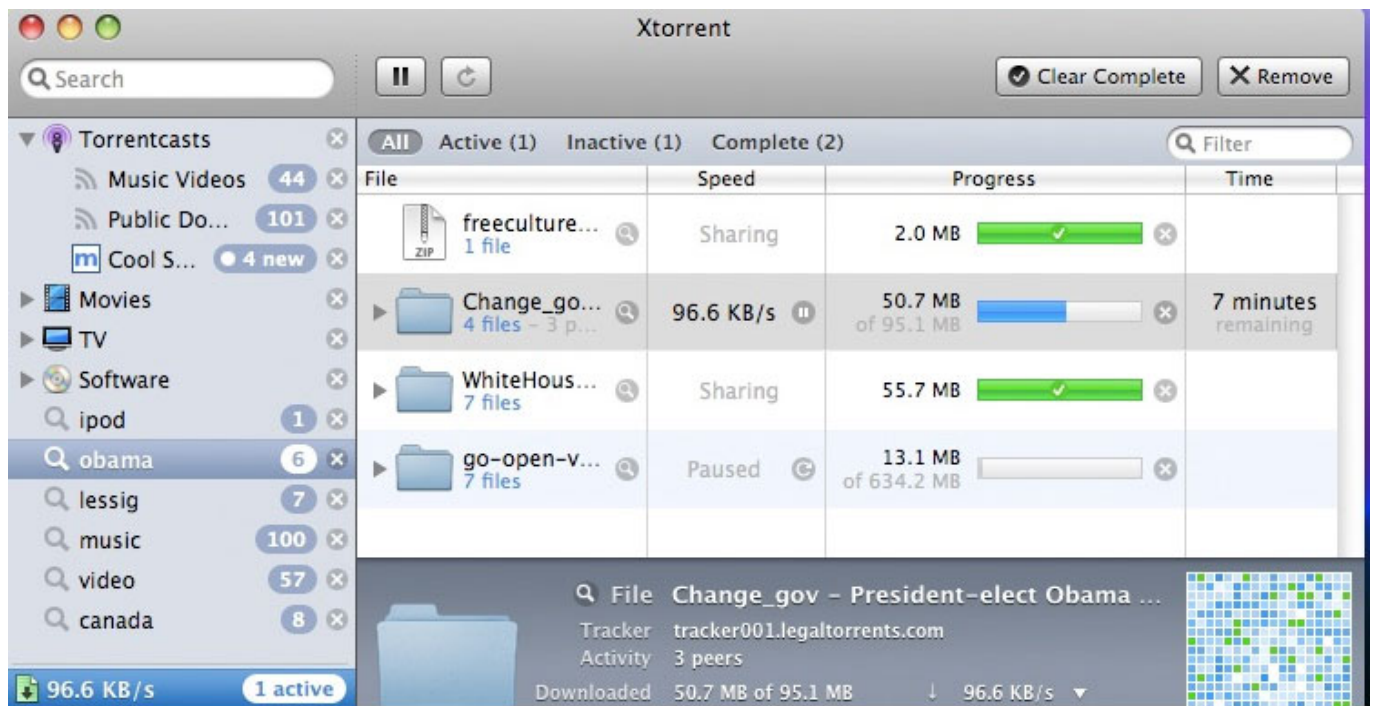 Xtorrent
Search
Clear Complete
Remove
Torrentcasts
Music Videos 44
Public Do... 101
m Cool S... 4 new
Movies
TV
Software
ipod 1
obama 6
lessig 7
music 100
video 57
canada 8
96.6 KB/s 1 active
All Active (1) Inactive (1) Complete (2) Filter
File Speed Progress Time
ZIP
freeculture... Sharing 2.0 MB
1 file
Change_go... 96.6 KB/s 50.7 MB 7 minutes
4 files – 3 p... of 95.1 MB remaining
WhiteHous... Sharing 55.7 MB
7 files
go-open-v... Paused 13.1 MB
7 files of 634.2 MB
File Change_gov – President-elect Obama ...
Tracker tracker001.legaltorrents.com
Activity 3 peers
Downloaded 50.7 MB of 95.1 MB ↓ 96.6 KB/s